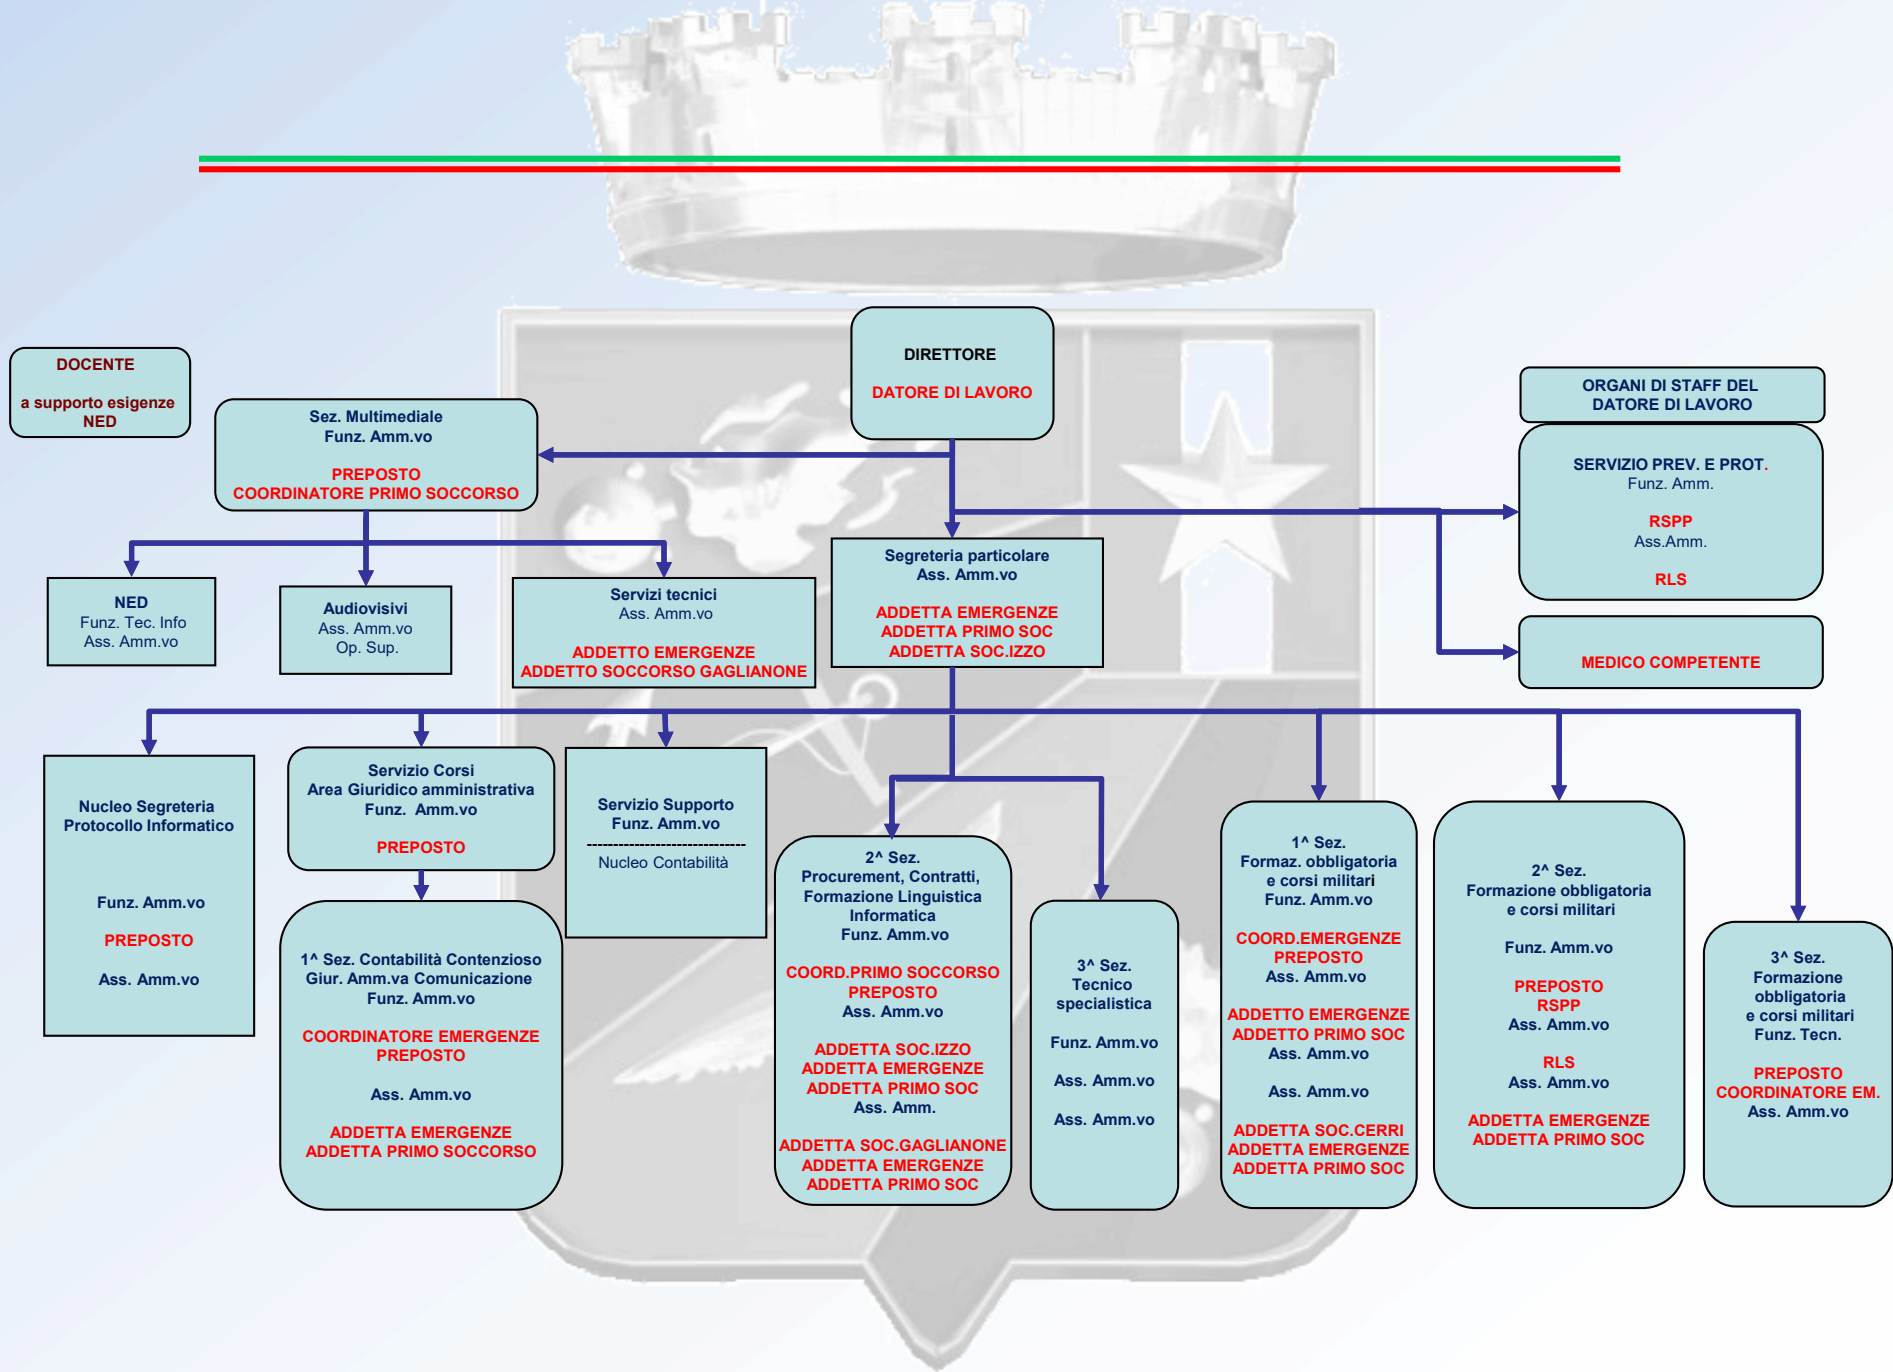 DIRETTORE
DATORE DI LAVORO
DOCENTE
a supporto esigenze
NED
Sez. Multimediale
Funz. Amm.vo
PREPOSTO
COORDINATORE PRIMO SOCCORSO
ORGANI DI STAFF DEL
DATORE DI LAVORO
SERVIZIO PREV. E PROT.
Funz. Amm.
RSPP
Ass.Amm.
RLS
MEDICO COMPETENTE
NED
Funz. Tec. Info
Ass. Amm.vo
Audiovisivi
Ass. Amm.vo
Op. Sup.
Servizi tecnici
Ass. Amm.vo
ADDETTO EMERGENZE
ADDETTO SOCCORSO GAGLIANONE
Segreteria particolare
Ass. Amm.vo
ADDETTA EMERGENZE
ADDETTA PRIMO SOC
ADDETTA SOC.IZZO
Nucleo Segreteria
Protocollo Informatico
Funz. Amm.vo
PREPOSTO
Ass. Amm.vo
Servizio Corsi
Area Giuridico amministrativa
Funz. Amm.vo
PREPOSTO
1^ Sez. Contabilità Contenzioso
Giur. Amm.va Comunicazione
Funz. Amm.vo
COORDINATORE EMERGENZE
PREPOSTO
Ass. Amm.vo
ADDETTA EMERGENZE
ADDETTA PRIMO SOCCORSO
Servizio Supporto
Funz. Amm.vo
------------------------------
Nucleo Contabilità
2^ Sez.
Procurement, Contratti,
Formazione Linguistica
Informatica
Funz. Amm.vo
COORD.PRIMO SOCCORSO
PREPOSTO
Ass. Amm.vo
ADDETTA SOC.IZZO
ADDETTA EMERGENZE
ADDETTA PRIMO SOC
Ass. Amm.
ADDETTA SOC.GAGLIANONE
ADDETTA EMERGENZE
ADDETTA PRIMO SOC
3^ Sez.
Tecnico
specialistica
Funz. Amm.vo
Ass. Amm.vo
Ass. Amm.vo
1^ Sez.
Formaz. obbligatoria
e corsi militari
Funz. Amm.vo
COORD.EMERGENZE
PREPOSTO
Ass. Amm.vo
ADDETTO EMERGENZE
ADDETTO PRIMO SOC
Ass. Amm.vo
Ass. Amm.vo
ADDETTA SOC.CERRI
ADDETTA EMERGENZE
ADDETTA PRIMO SOC
2^ Sez.
Formazione obbligatoria
e corsi militari
Funz. Amm.vo
PREPOSTO
RSPP
Ass. Amm.vo
RLS
Ass. Amm.vo
ADDETTA EMERGENZE
ADDETTA PRIMO SOC
3^ Sez.
Formazione
obbligatoria
e corsi militari
Funz. Tecn.
PREPOSTO
COORDINATORE EM.
Ass. Amm.vo